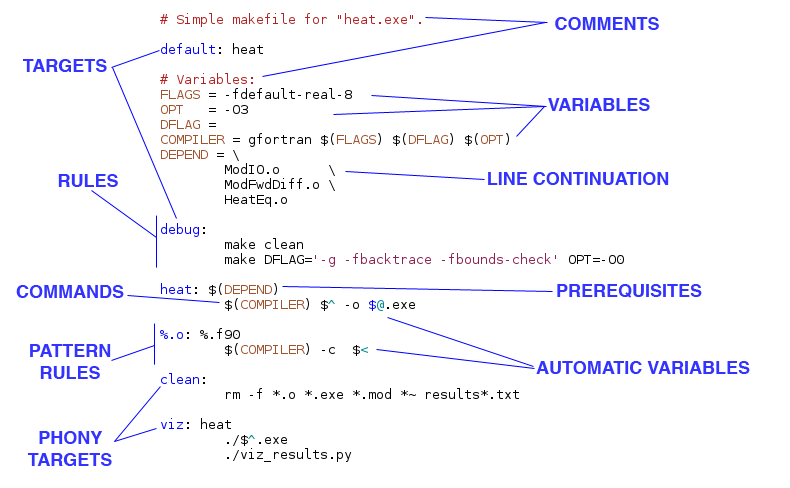 # Simple makefile for "heat.exe".
COMMENTS
default: heat
TARGETS
# Variables:
FLAGS = -fdefault-real-8
VARIABLES
OPT   = -O3
DFLAG =
COMPILER = gfortran $(FLAGS) $(DFLAG) $(OPT)
DEPEND = \
ModIO.o      \
LINE CONTINUATION
ModFwdDiff.o \
HeatEq.o
RULES
debug:
make clean
make DFLAG='-g -fbacktrace -fbounds-check' OPT=-O0
heat: $(DEPEND)
PREREQUISITES
COMMANDS
$(COMPILER) $^ -o $@.exe
%.o: %.f90
$(COMPILER) -c  $<
PATTERN
RULES
AUTOMATIC VARIABLES
clean:
rm -f *.o *.exe *.mod *~ results*.txt
viz: heat
./$^.exe
./viz_results.py
PHONY
TARGETS